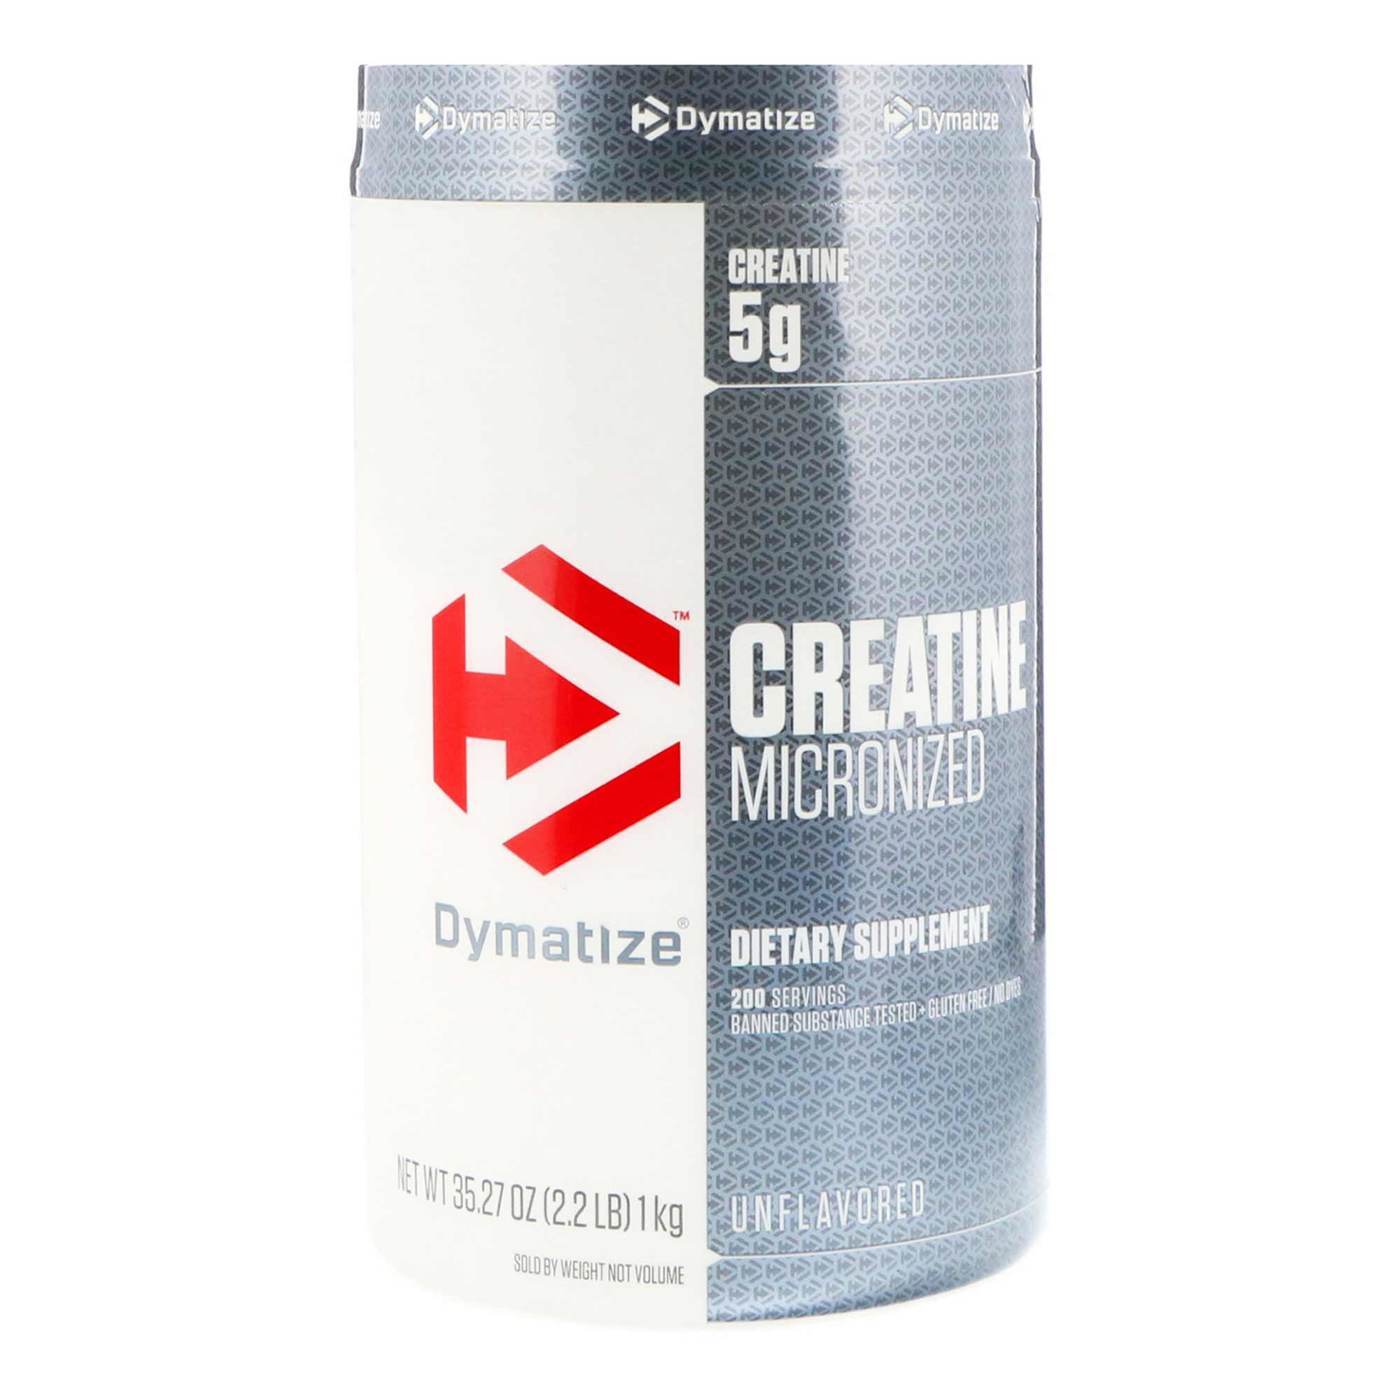 Dymatize Dymatize Dymatize
CREATINE
5g
™
Dymatize®
CREATINE
MICRONIZED
DIETARY SUPPLEMENT
200 SERVINGS
BANNED SUBSTANCE TESTED + GLUTEN FREE / NO DYES
NET WT 35.27 OZ (2.2 LB) 1 kg
SOLD BY WEIGHT NOT VOLUME
UNFLAVORED